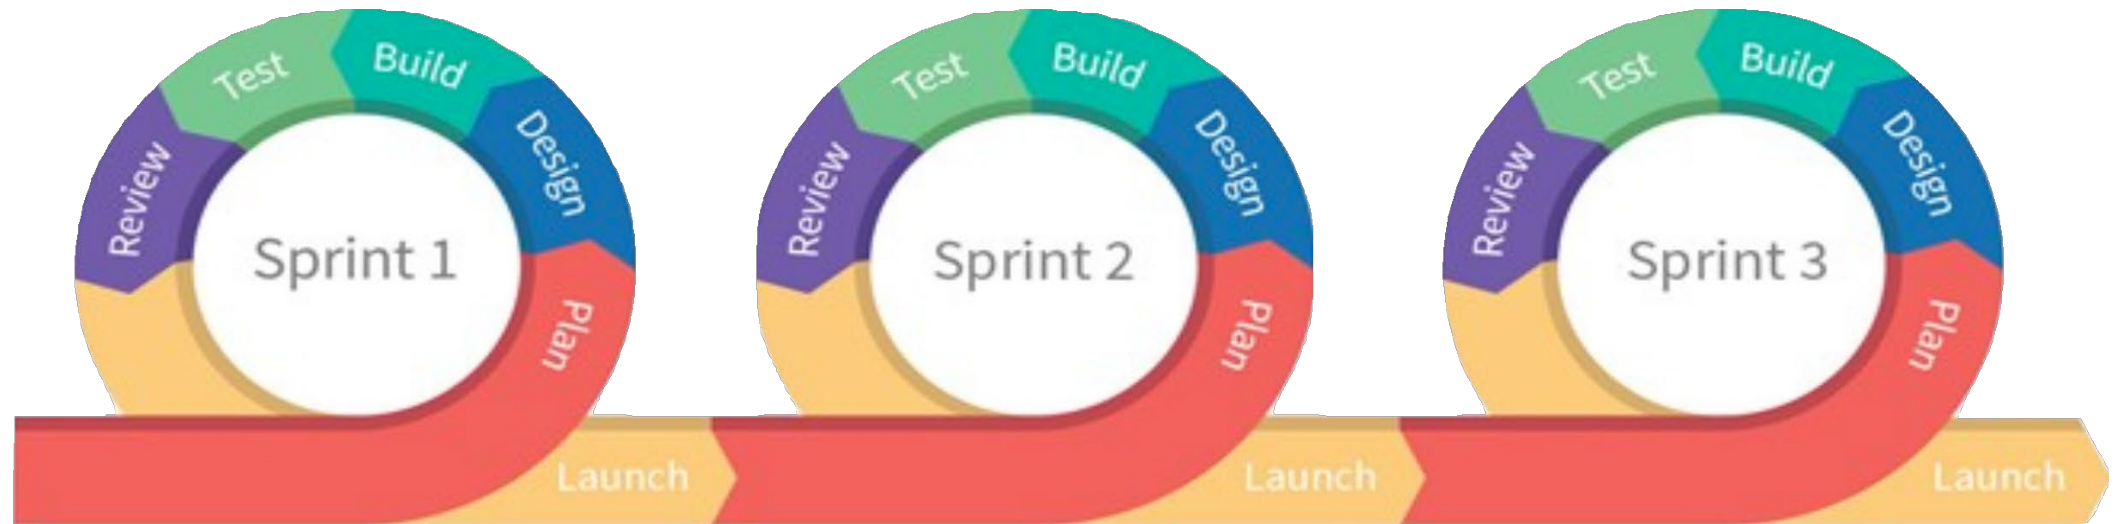 Test
Build
Design
Review
Sprint 1
Plan
Launch
Test
Build
Design
Review
Sprint 2
Plan
Launch
Test
Build
Design
Review
Sprint 3
Plan
Launch